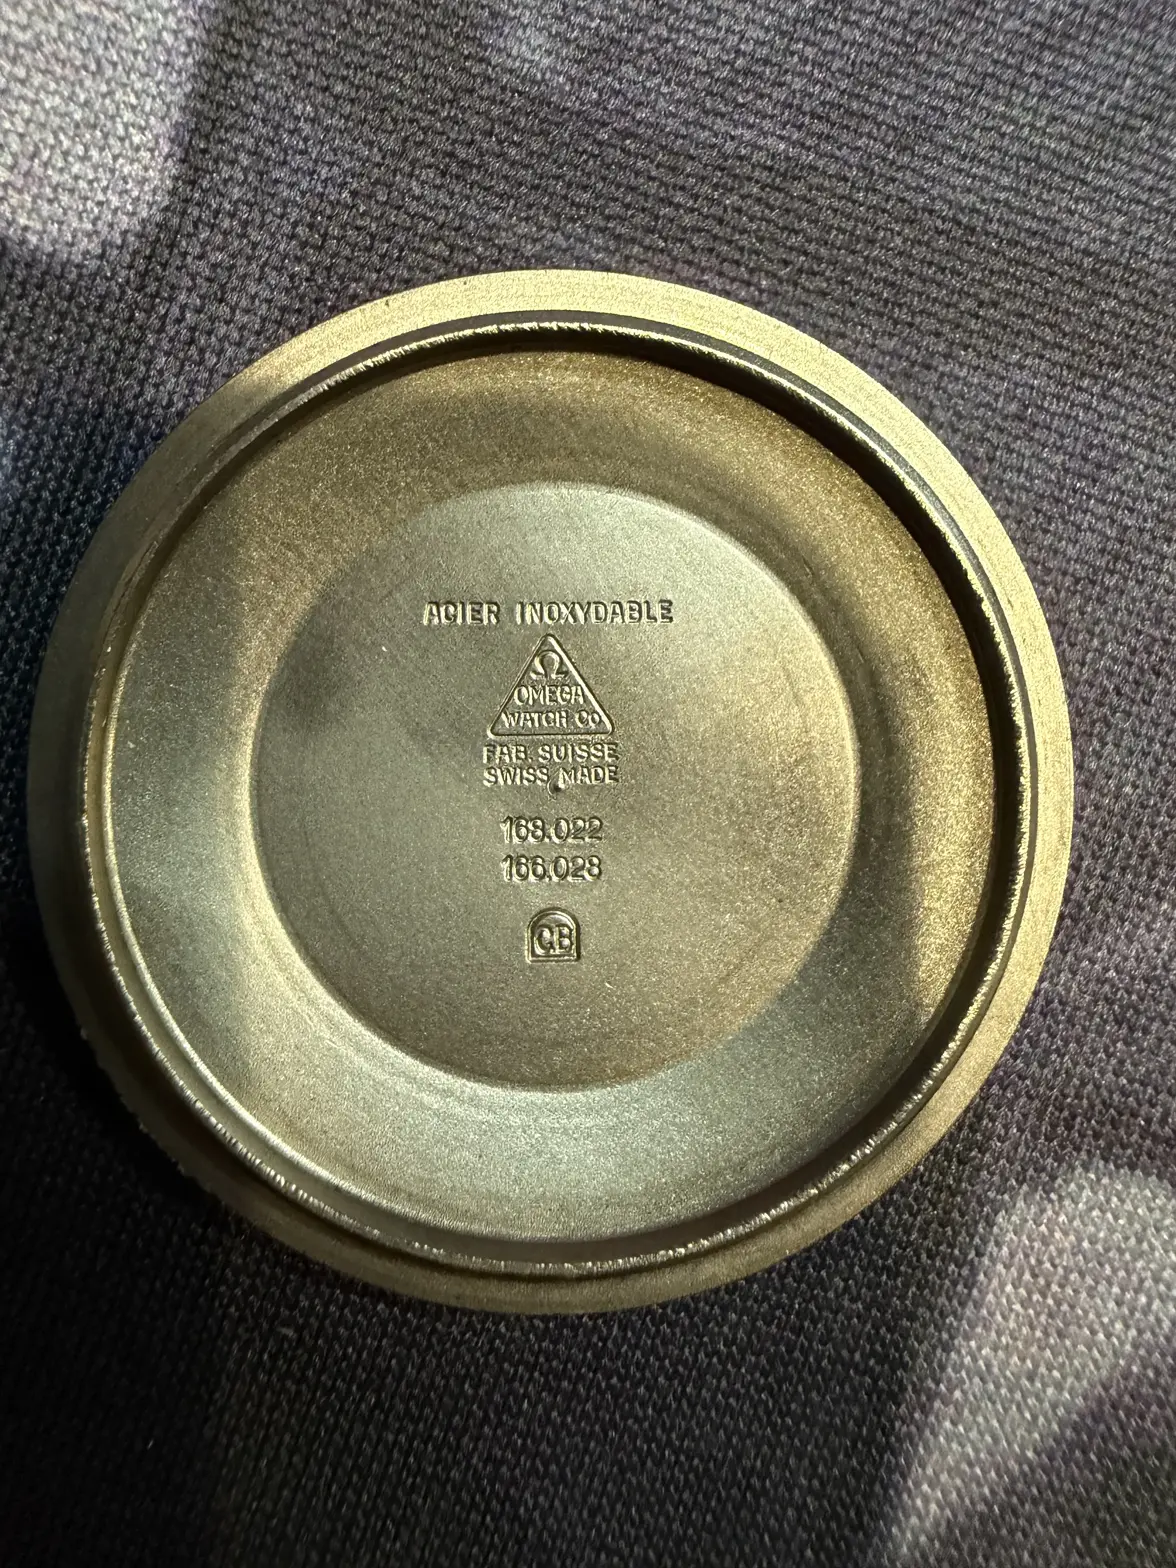 ACIER INOXYDABLE
Ω
OMEGA
WATCH CO
FAB. SUISSE
SWISS MADE
168.022
166.028
CB